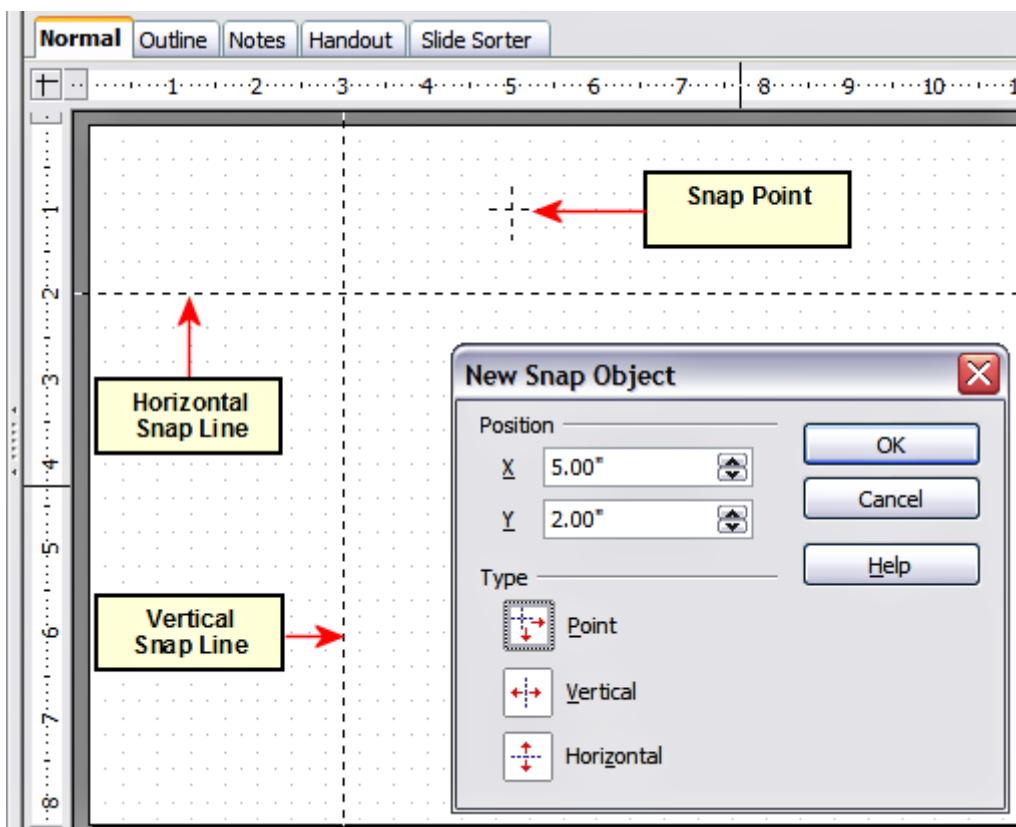 Normal Outline Notes Handout Slide Sorter
1 2 3 4 5 6 7 8 9 10 1
1
2
3
4
5
6
7
8
Snap Point
Horizontal
Snap Line
Vertical
Snap Line
New Snap Object
Position
X 5.00"
Y 2.00"
OK
Cancel
Help
Type
Point
Vertical
Horizontal